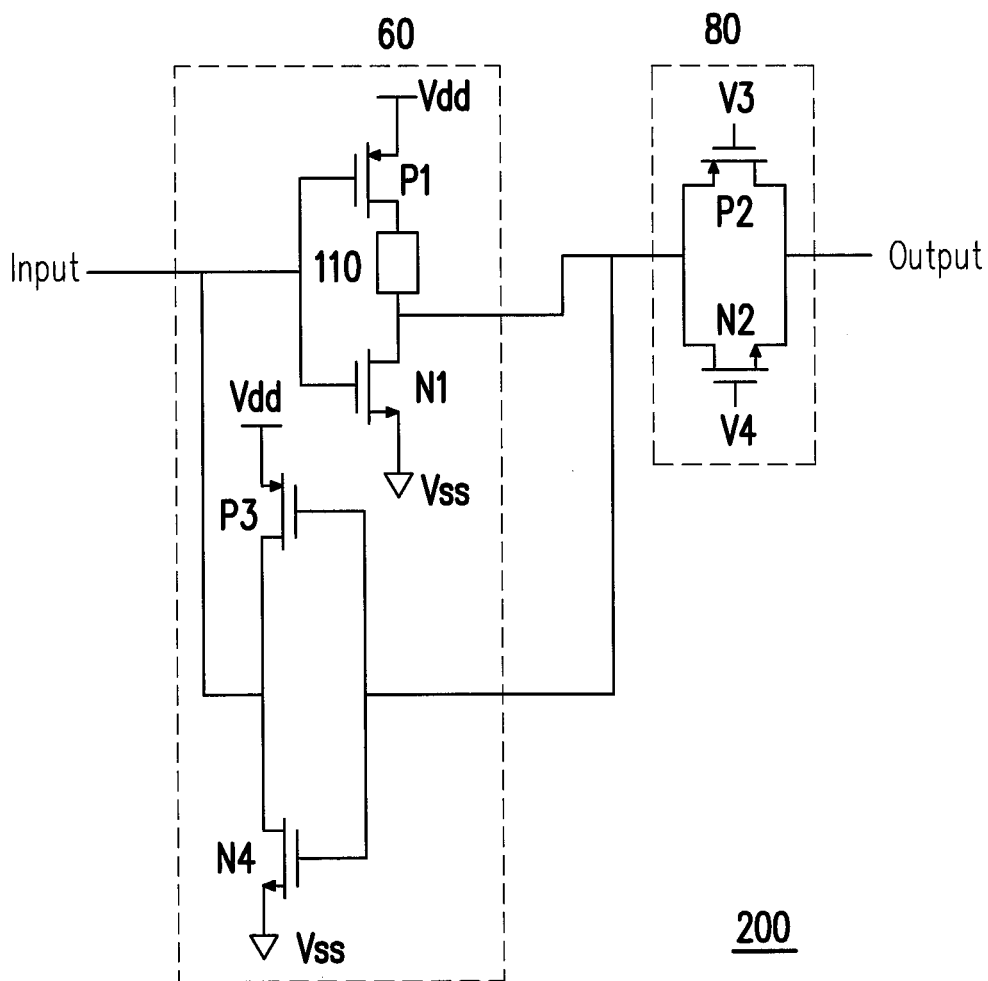 60
80
Vdd
V3
P1
P2
Input
110
Output
N2
N1
Vdd
V4
Vss
P3
N4
Vss
200